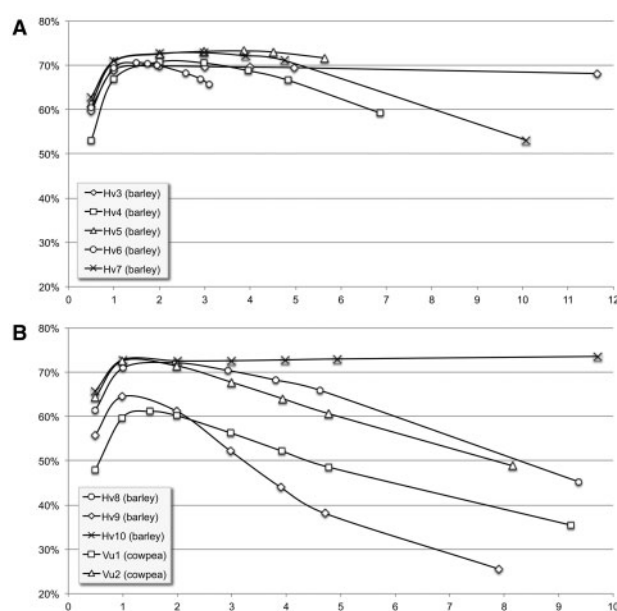 A
80%
70%
60%
50%
40%
30%
20%
Hv3 (barley)
Hv4 (barley)
Hv5 (barley)
Hv6 (barley)
Hv7 (barley)
0 1 2 3 4 5 6 7 8 9 10 11 12
B
80%
70%
60%
50%
40%
30%
20%
Hv8 (barley)
Hv9 (barley)
Hv10 (barley)
Vu1 (cowpea)
Vu2 (cowpea)
0 1 2 3 4 5 6 7 8 9 10